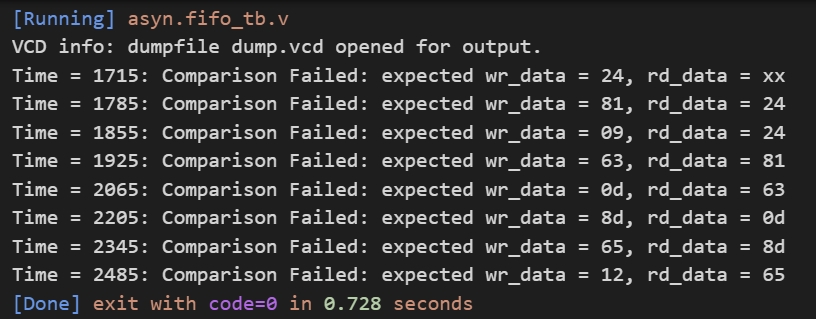 [Running] asyn.fifo_tb.v
VCD info: dumpfile dump.vcd opened for output.
Time = 1715: Comparison Failed: expected wr_data = 24, rd_data = xx
Time = 1785: Comparison Failed: expected wr_data = 81, rd_data = 24
Time = 1855: Comparison Failed: expected wr_data = 09, rd_data = 24
Time = 1925: Comparison Failed: expected wr_data = 63, rd_data = 81
Time = 2065: Comparison Failed: expected wr_data = 0d, rd_data = 63
Time = 2205: Comparison Failed: expected wr_data = 8d, rd_data = 0d
Time = 2345: Comparison Failed: expected wr_data = 65, rd_data = 8d
Time = 2485: Comparison Failed: expected wr_data = 12, rd_data = 65
[Done] exit with code=0 in 0.728 seconds